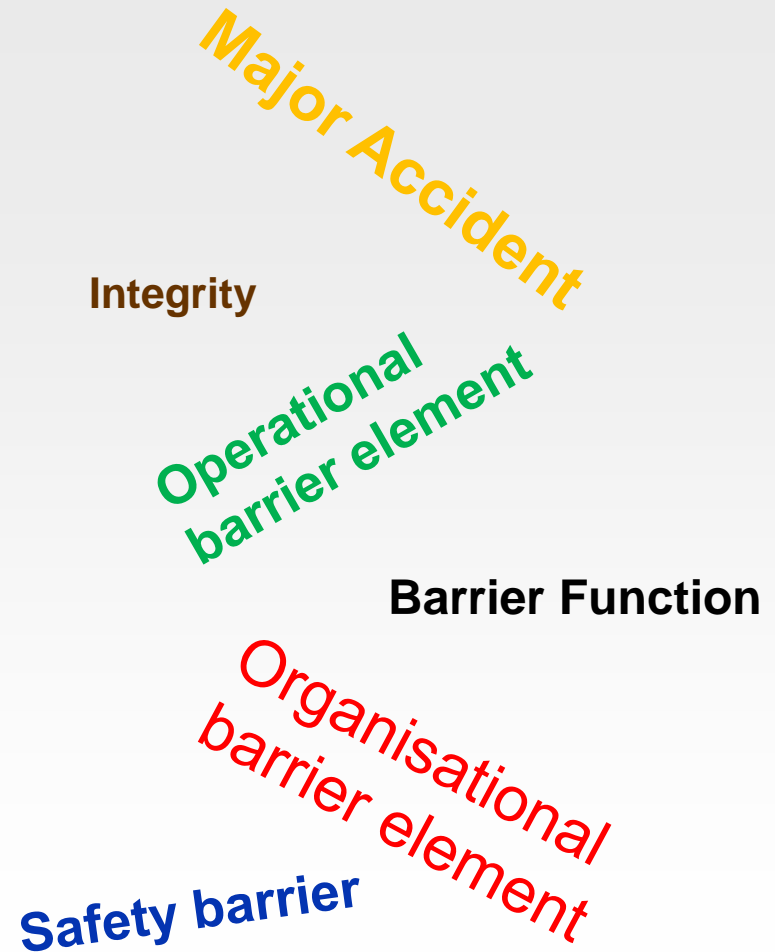 Major Accident
Integrity
Operational
barrier element
Barrier Function
Organisational
barrier element
Safety barrier